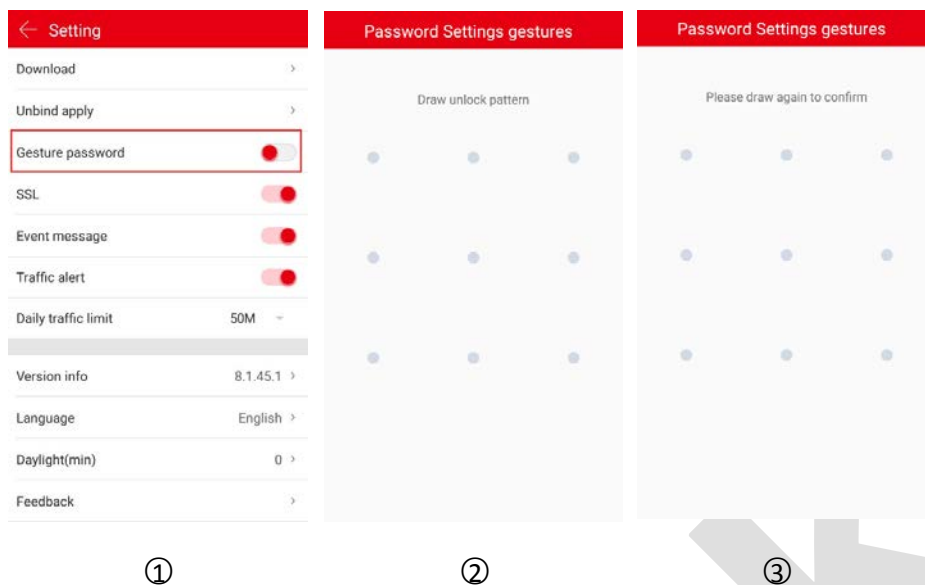 Setting
Download
Unbind apply
Gesture password
SSL
Event message
Traffic alert
Daily traffic limit 50M
Version info 8.1.45.1
Language English
Daylight(min) 0
Feedback
①
Password Settings gestures
Draw unlock pattern
②
Password Settings gestures
Please draw again to confirm
③